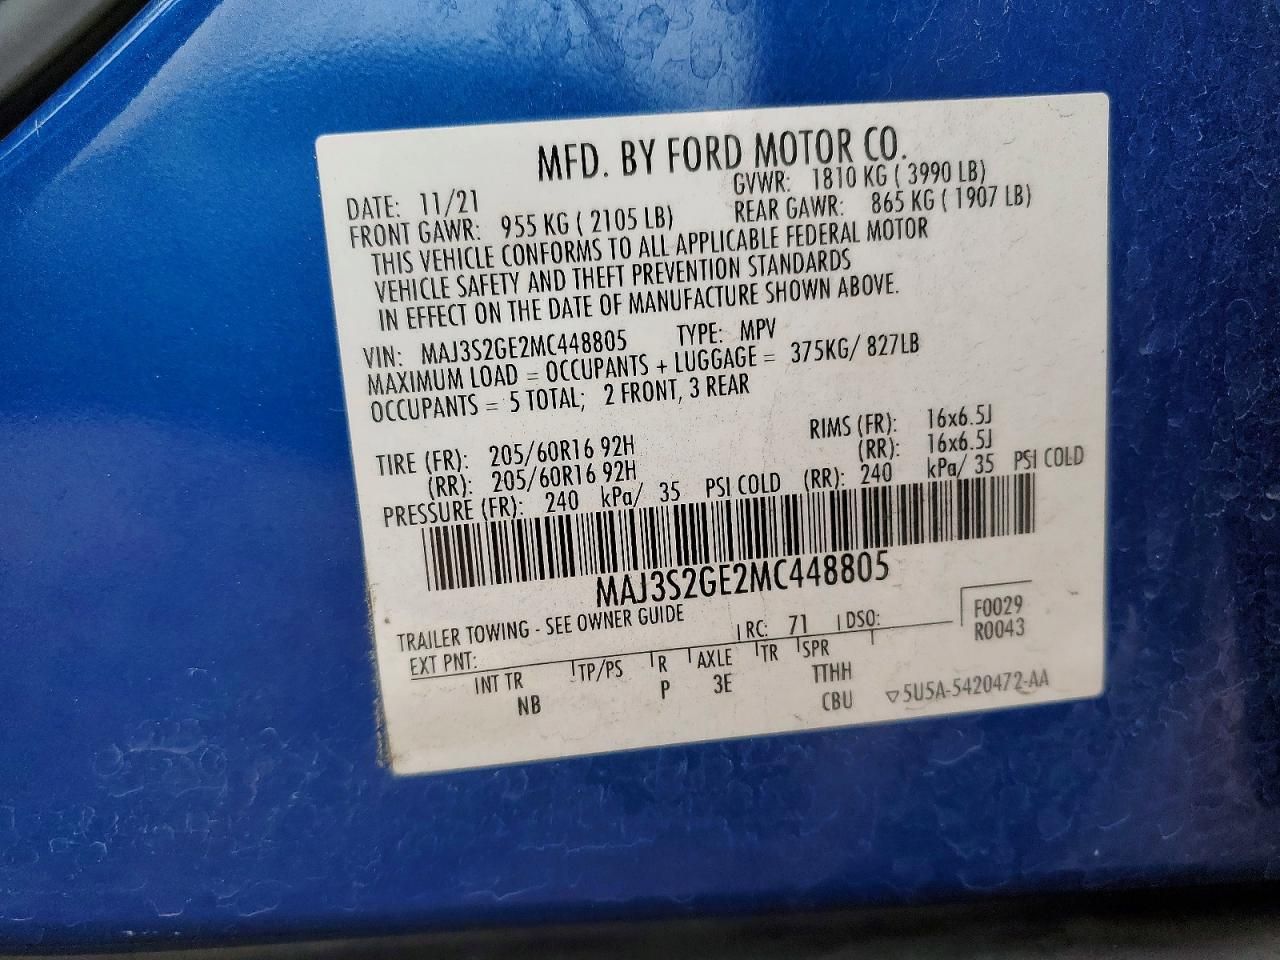 MFD. BY FORD MOTOR CO.
DATE: 11/21 GVWR: 1810 KG ( 3990 LB)
FRONT GAWR: 955 KG ( 2105 LB) REAR GAWR: 865 KG ( 1907 LB)
THIS VEHICLE CONFORMS TO ALL APPLICABLE FEDERAL MOTOR
VEHICLE SAFETY AND THEFT PREVENTION STANDARDS
IN EFFECT ON THE DATE OF MANUFACTURE SHOWN ABOVE.
VIN: MAJ3S2GE2MC448805 TYPE: MPV
MAXIMUM LOAD = OCCUPANTS + LUGGAGE = 375KG/ 827LB
OCCUPANTS = 5 TOTAL; 2 FRONT, 3 REAR
TIRE (FR): 205/60R16 92H RIMS (FR): 16x6.5J
(RR): 205/60R16 92H (RR): 16x6.5J
PRESSURE (FR): 240 kPa/ 35 PSI COLD (RR): 240 kPa/ 35 PSI COLD
MAJ3S2GE2MC448805
TRAILER TOWING - SEE OWNER GUIDE
EXT PNT: RC: 71 DSO: F0029
R0043
INT TR TP/PS R AXLE TR SPR
NB P 3E TTHH
CBU ▽5U5A-5420472-AA